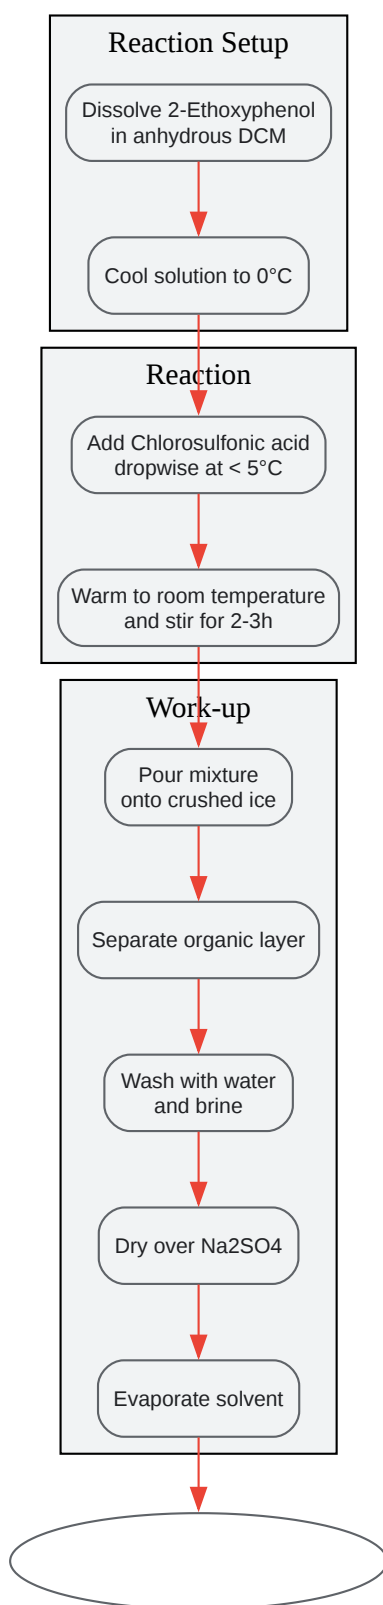 Reaction Setup
Dissolve 2-Ethoxyphenol
in anhydrous DCM
Cool solution to 0°C
Reaction
Add Chlorosulfonic acid
dropwise at < 5°C
Warm to room temperature
and stir for 2-3h
Work-up
Pour mixture
onto crushed ice
Separate organic layer
Wash with water
and brine
Dry over Na2SO4
Evaporate solvent